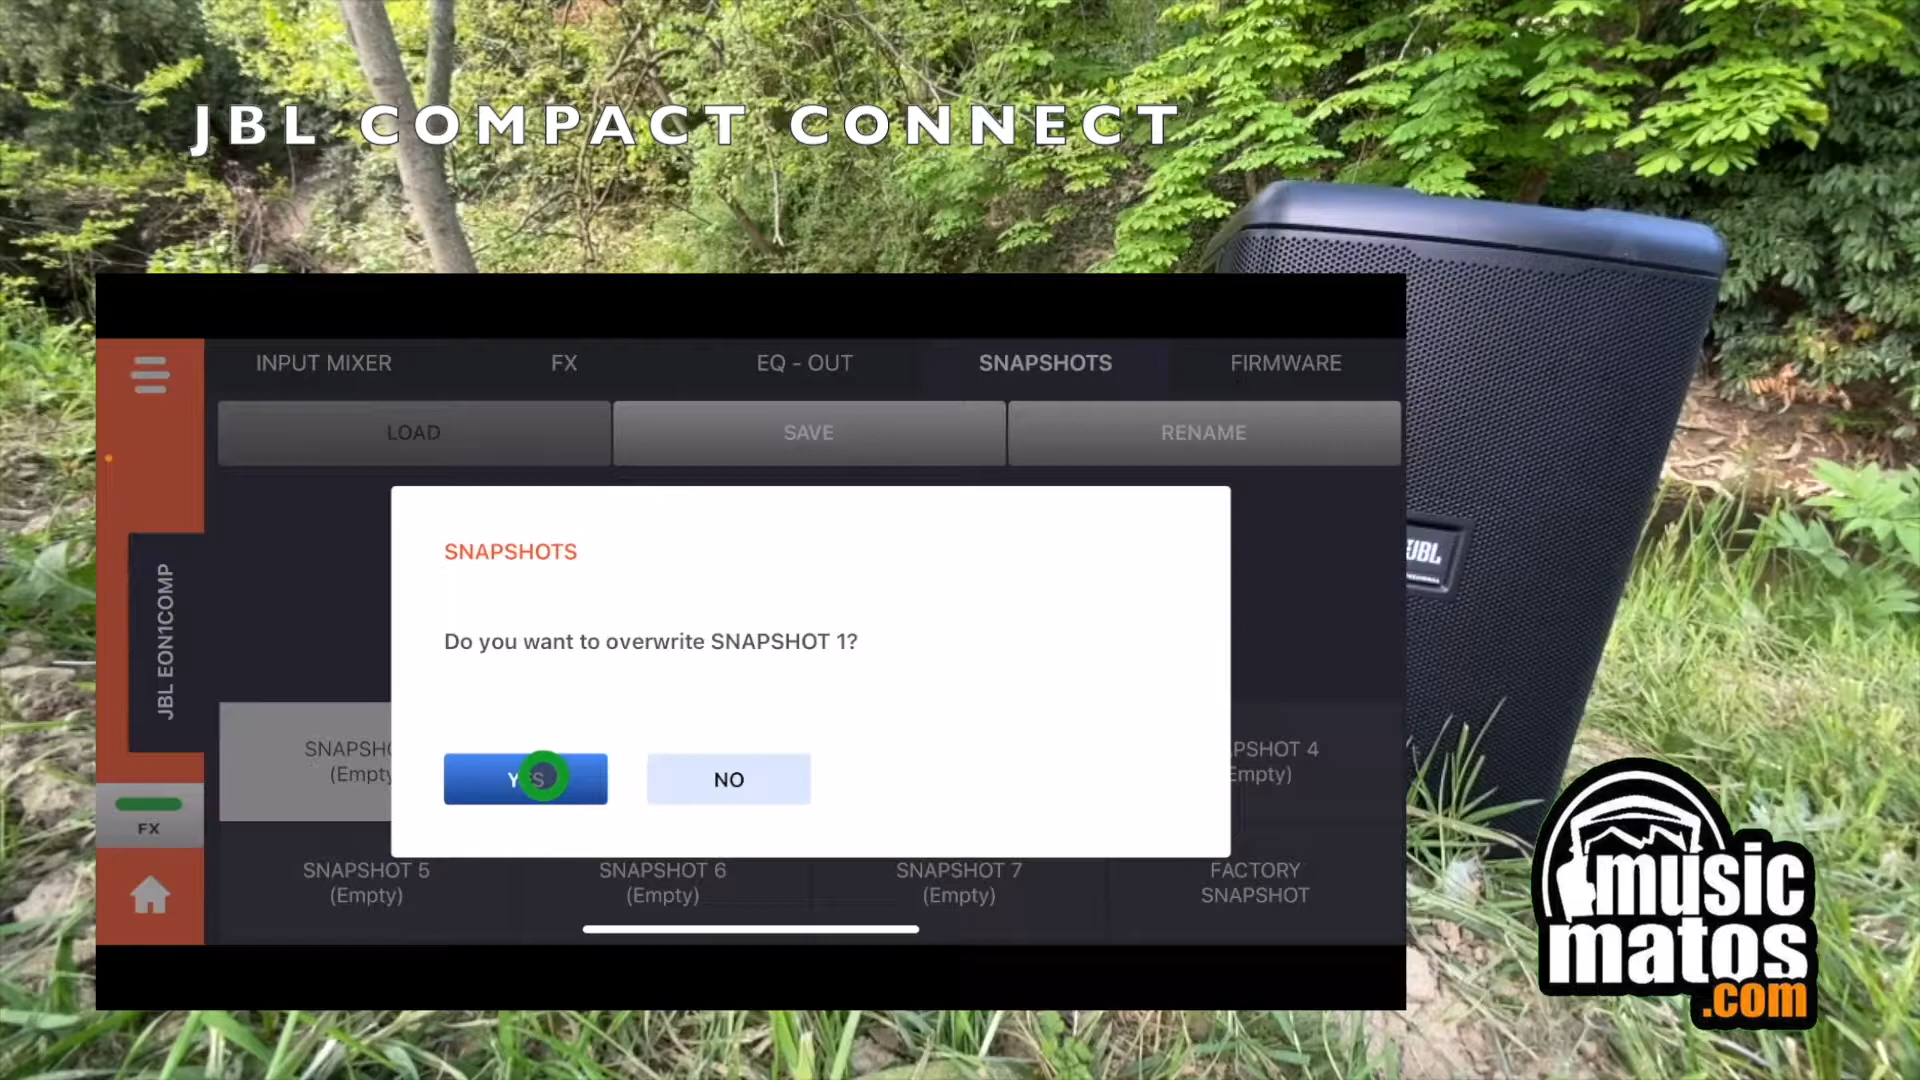 JBL COMPACT CONNECT
INPUT MIXER FX EQ - OUT SNAPSHOTS FIRMWARE
LOAD SAVE RENAME
JBL
JBL EON1COMP
SNAPSHOTS
Do you want to overwrite SNAPSHOT 1?
YES NO
FX
SNAPSHOT 5 SNAPSHOT 6 SNAPSHOT 7 FACTORY
(Empty) (Empty) (Empty) SNAPSHOT
music
matos
.com